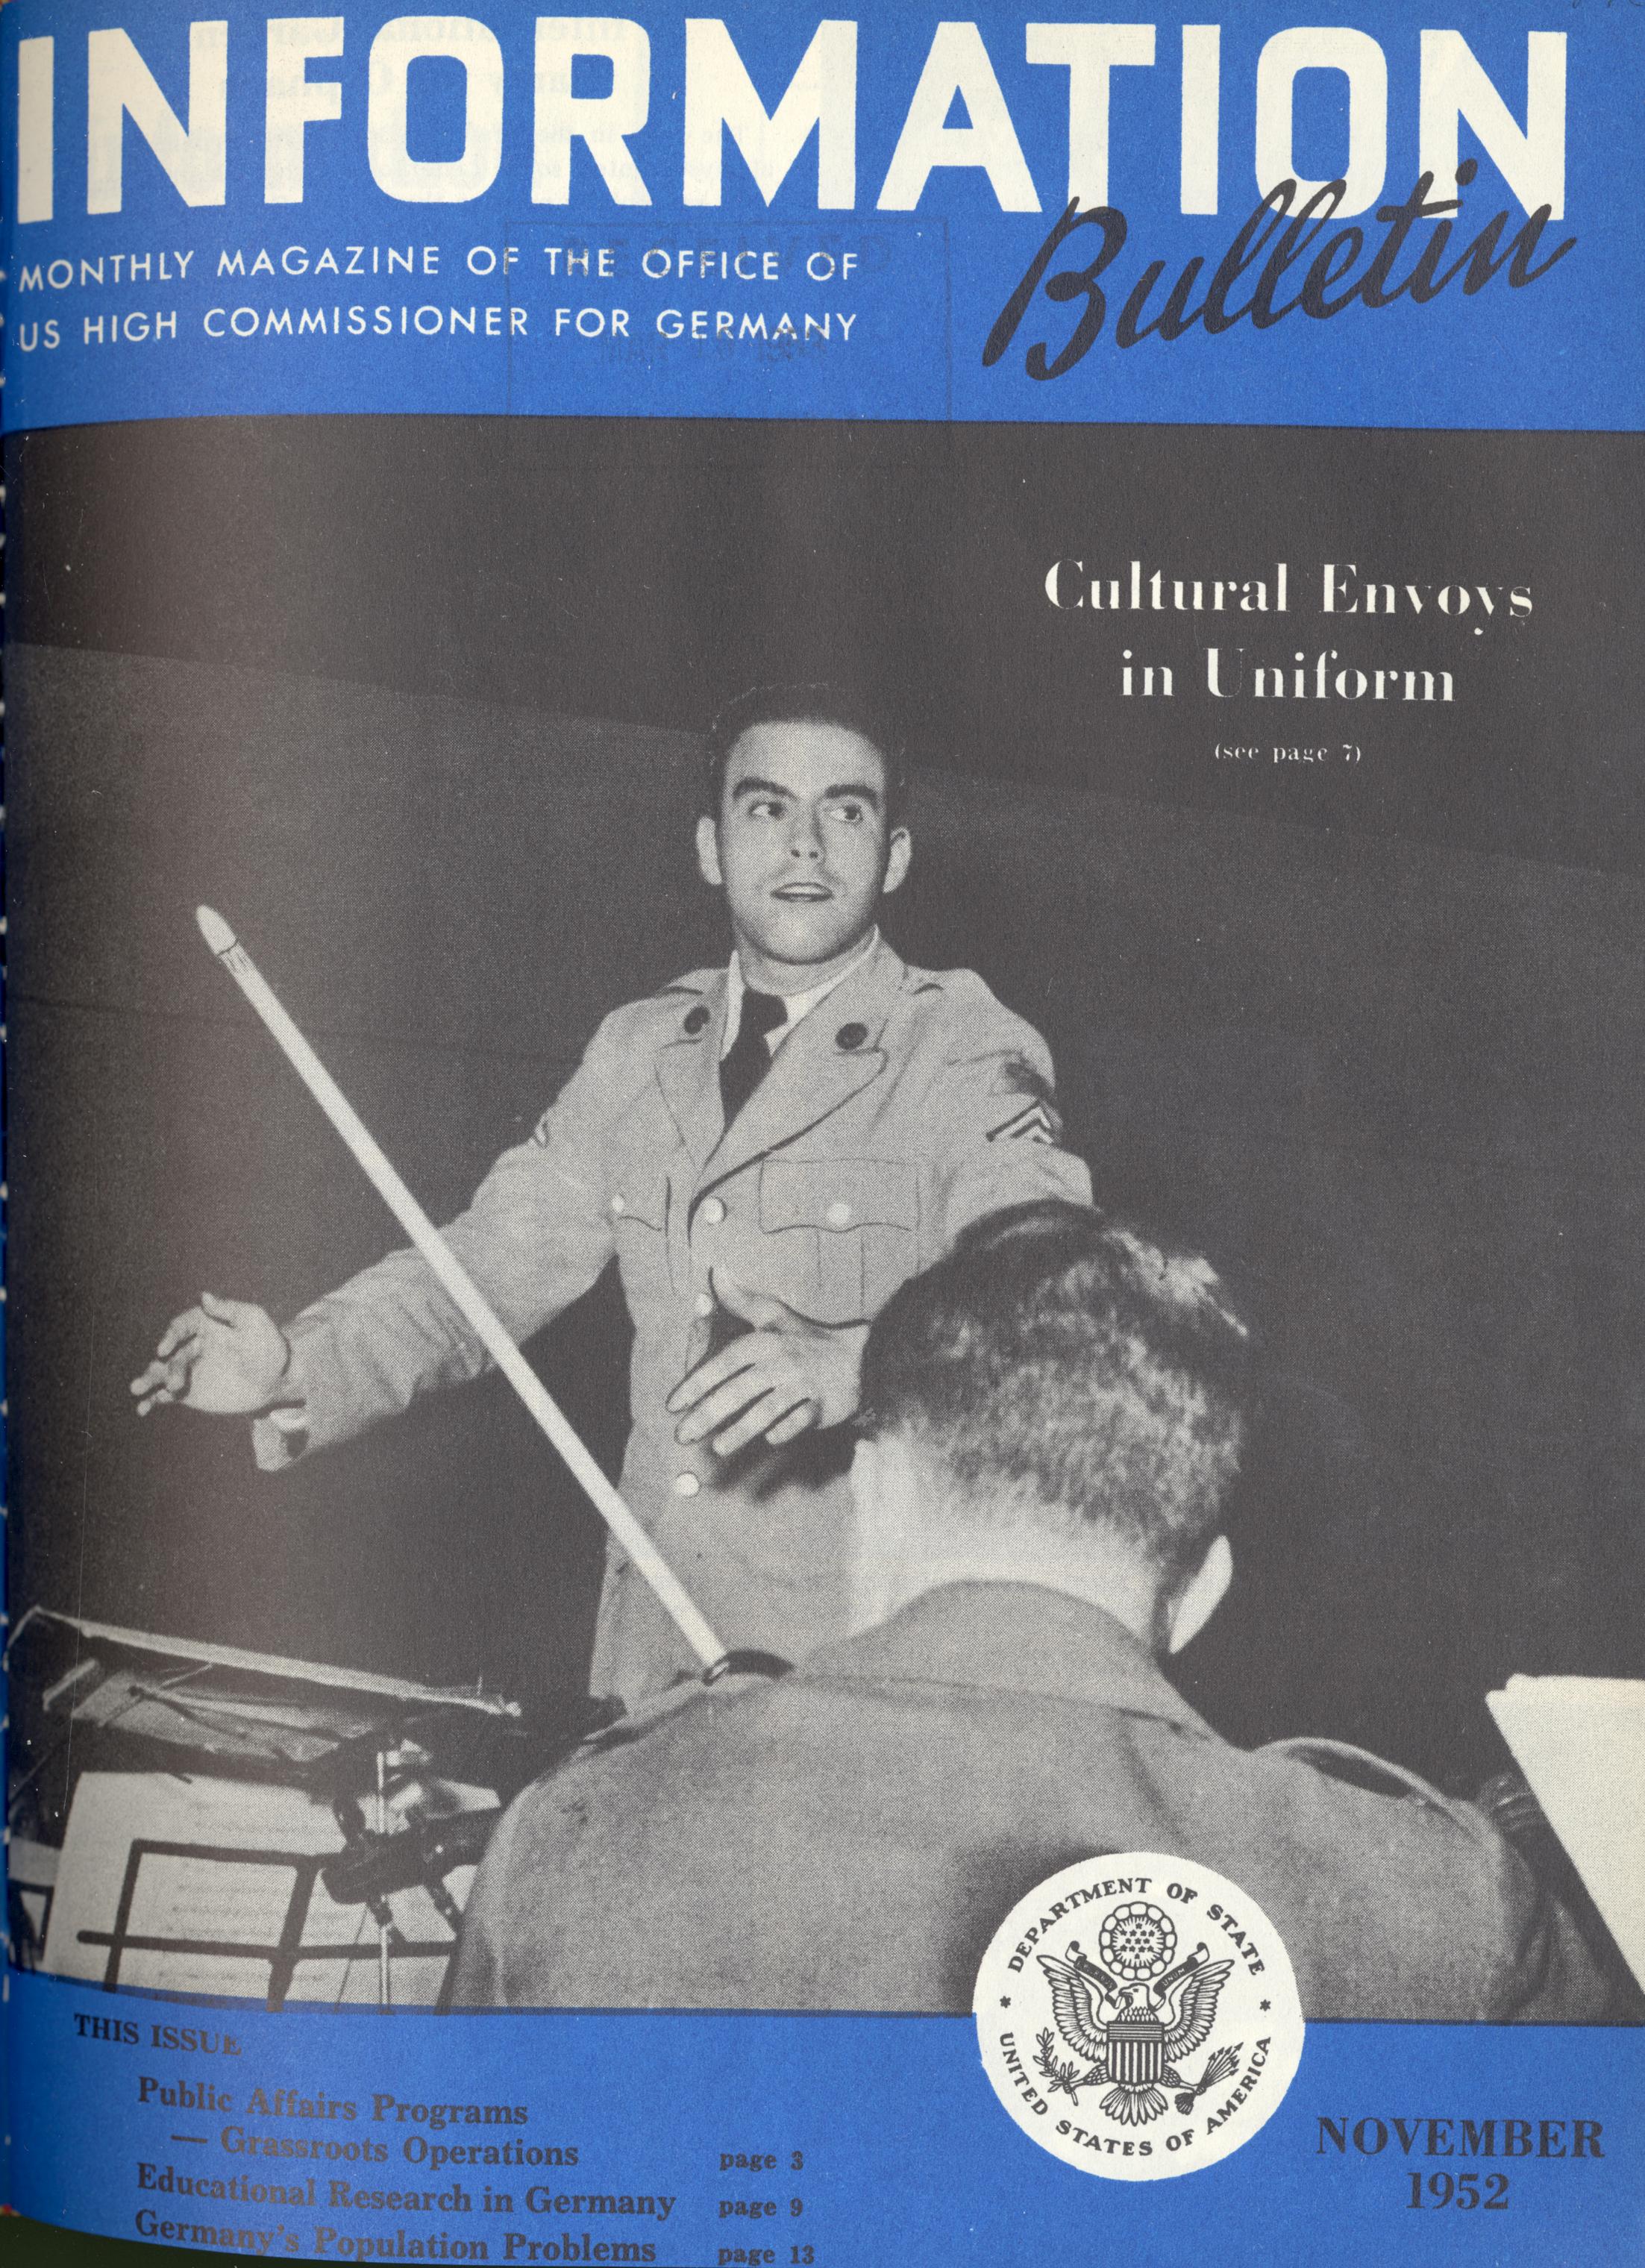 INFORMATION
Bulletin
MONTHLY MAGAZINE OF THE OFFICE OF
US HIGH COMMISSIONER FOR GERMANY
Cultural Envoys
in Uniform
(see page 7)
DEPARTMENT OF STATE
UNITED STATES OF AMERICA
THIS ISSUE
Public Affairs Programs
— Grassroots Operations page 3
Educational Research in Germany page 9
Germany's Population Problems page 13
NOVEMBER
1952